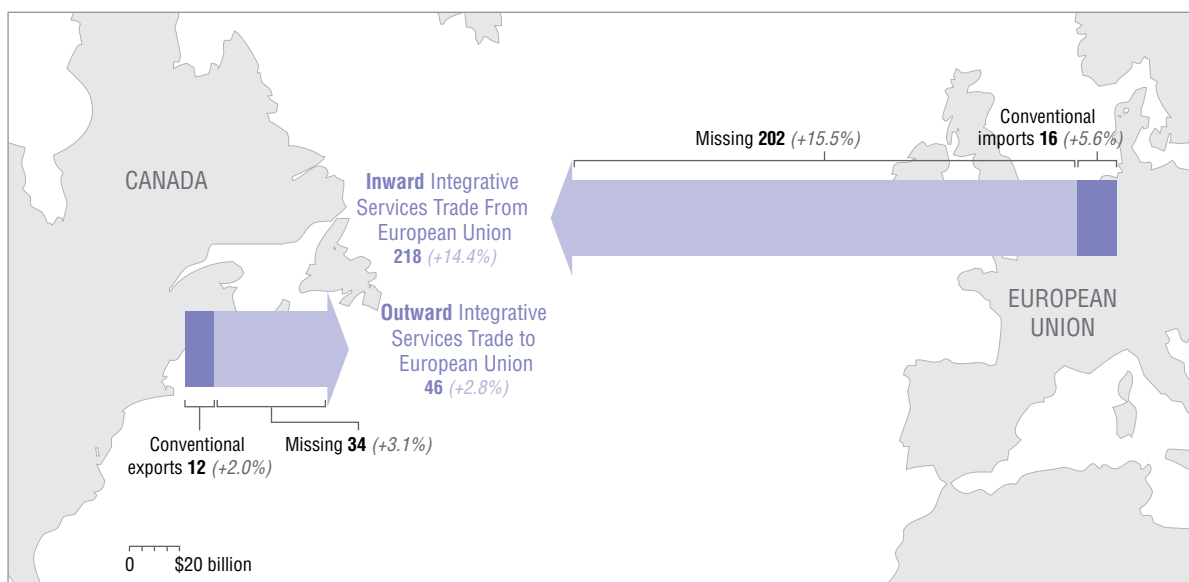 Missing 202 (+15.5%)
Conventional
imports 16 (+5.6%)
CANADA
Inward Integrative
Services Trade From
European Union
218 (+14.4%)
EUROPEAN
UNION
Outward Integrative
Services Trade to
European Union
46 (+2.8%)
Conventional
exports 12 (+2.0%)
Missing 34 (+3.1%)
0 $20 billion